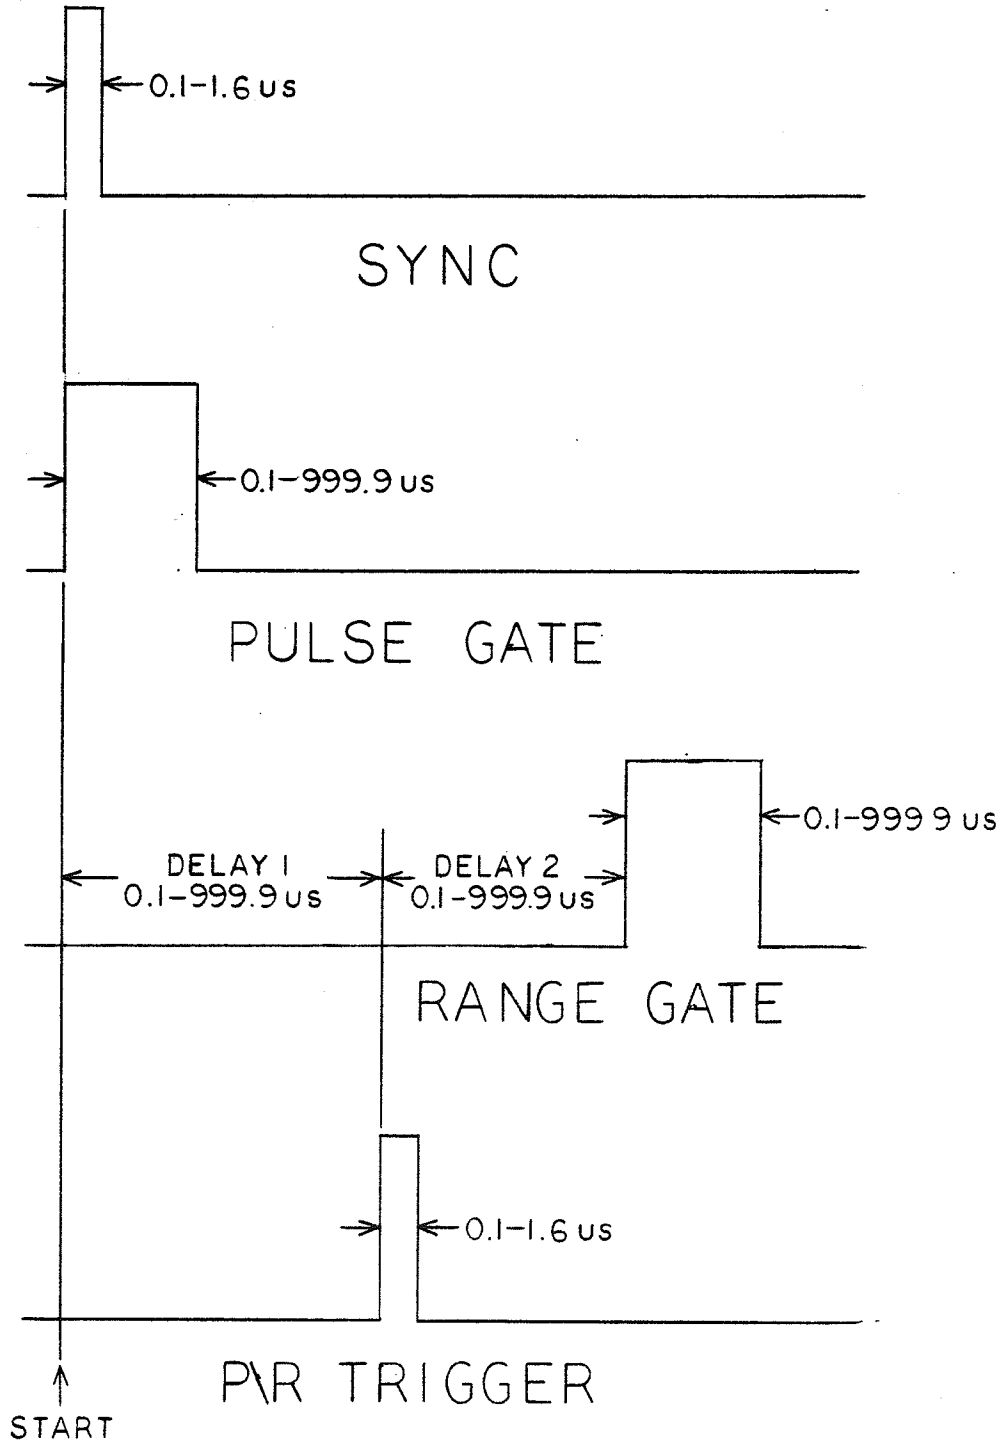 0.1-1.6 us
SYNC
0.1-999.9 us
PULSE GATE
0.1-999 9 us
DELAY 1
0.1-999.9 us
DELAY 2
0.1-999.9 us
RANGE GATE
0.1-1.6 us
P\R TRIGGER
START